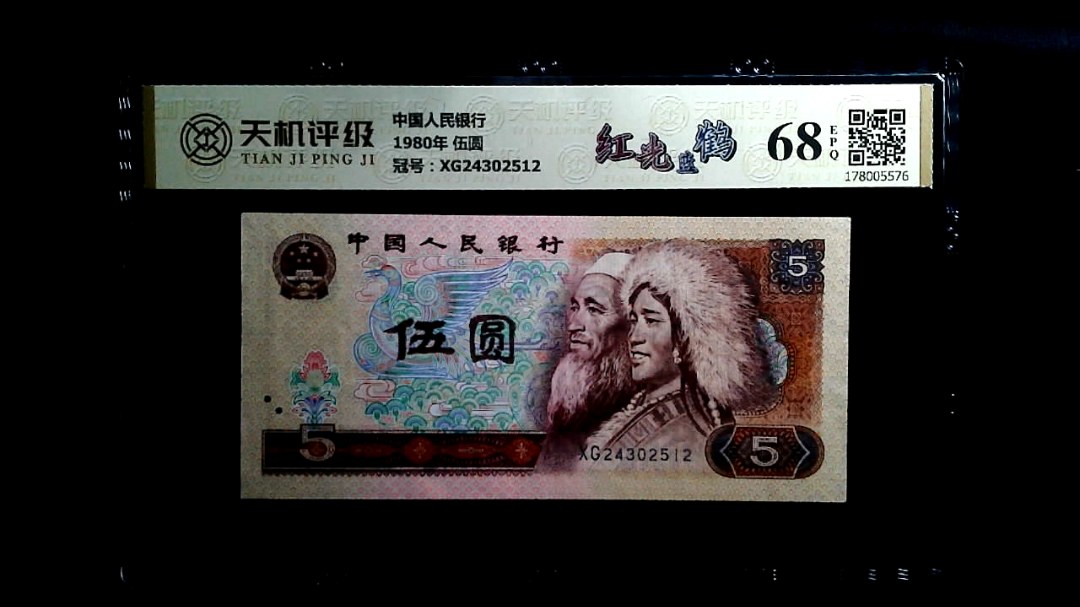 天机评级
TIAN JI PING JI
中国人民银行
1980年 伍圆
冠号：XG24302512
红光蓝鹤
68
EPQ
178005576
中国人民银行
伍圆
5
5
XG24302512
5